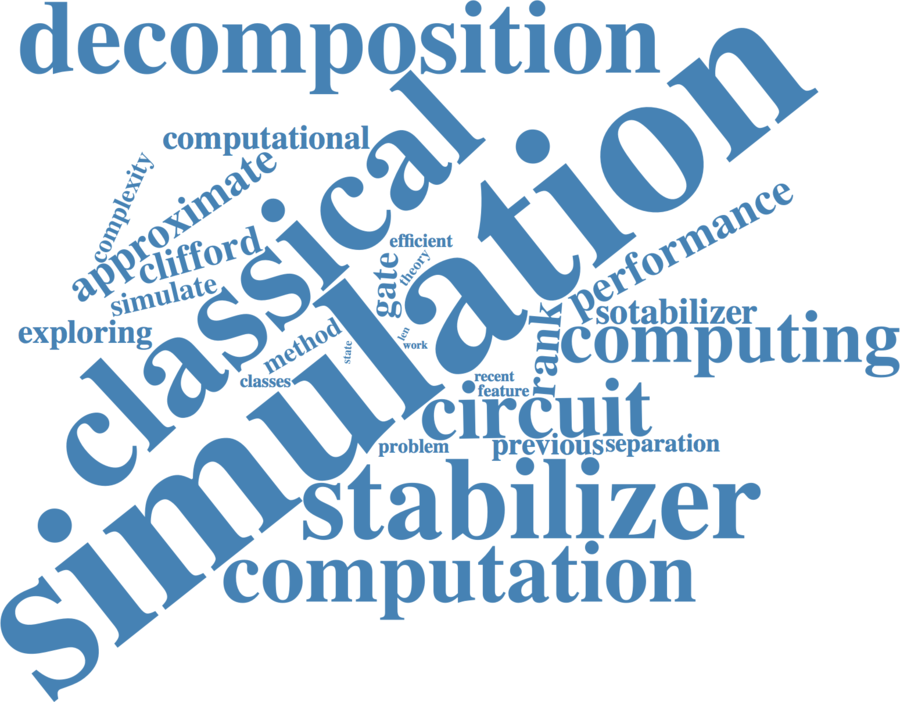 decomposition
simulation
classical
computational
complexity
approximate
clifford
simulate
exploring
efficient
theory
gate
performance
sotabilizer
computing
rank
method
state
len
work
classes
recent
feature
circuit
problem
previous
separation
stabilizer
computation